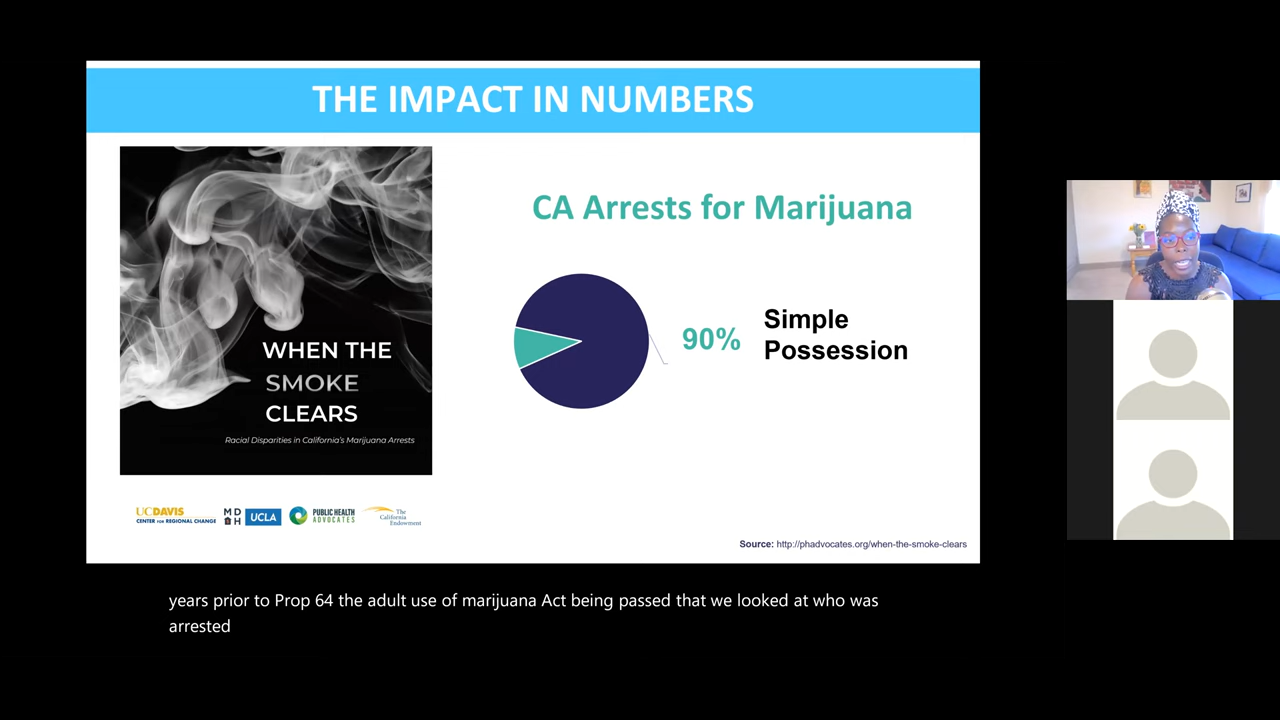 THE IMPACT IN NUMBERS
WHEN THE
SMOKE
CLEARS
Racial Disparities in California's Marijuana Arrests
CA Arrests for Marijuana
90%
Simple
Possession
UCDAVIS
CENTER FOR REGIONAL CHANGE
M D
H
UCLA
PUBLIC HEALTH
ADVOCATES
The
California
Endowment
Source: http://phadvocates.org/when-the-smoke-clears
years prior to Prop 64 the adult use of marijuana Act being passed that we looked at who was
arrested